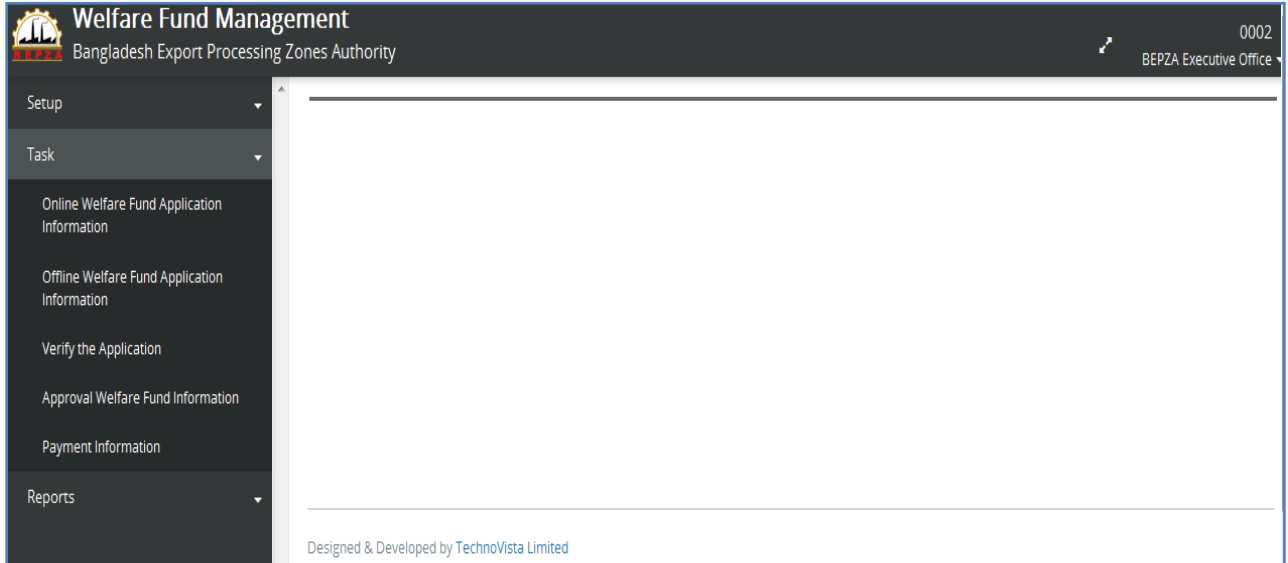 Welfare Fund Management
Bangladesh Export Processing Zones Authority
BEPZA
0002
BEPZA Executive Office
Setup
Task
Online Welfare Fund Application
Information
Offline Welfare Fund Application
Information
Verify the Application
Approval Welfare Fund Information
Payment Information
Reports
Designed & Developed by TechnoVista Limited